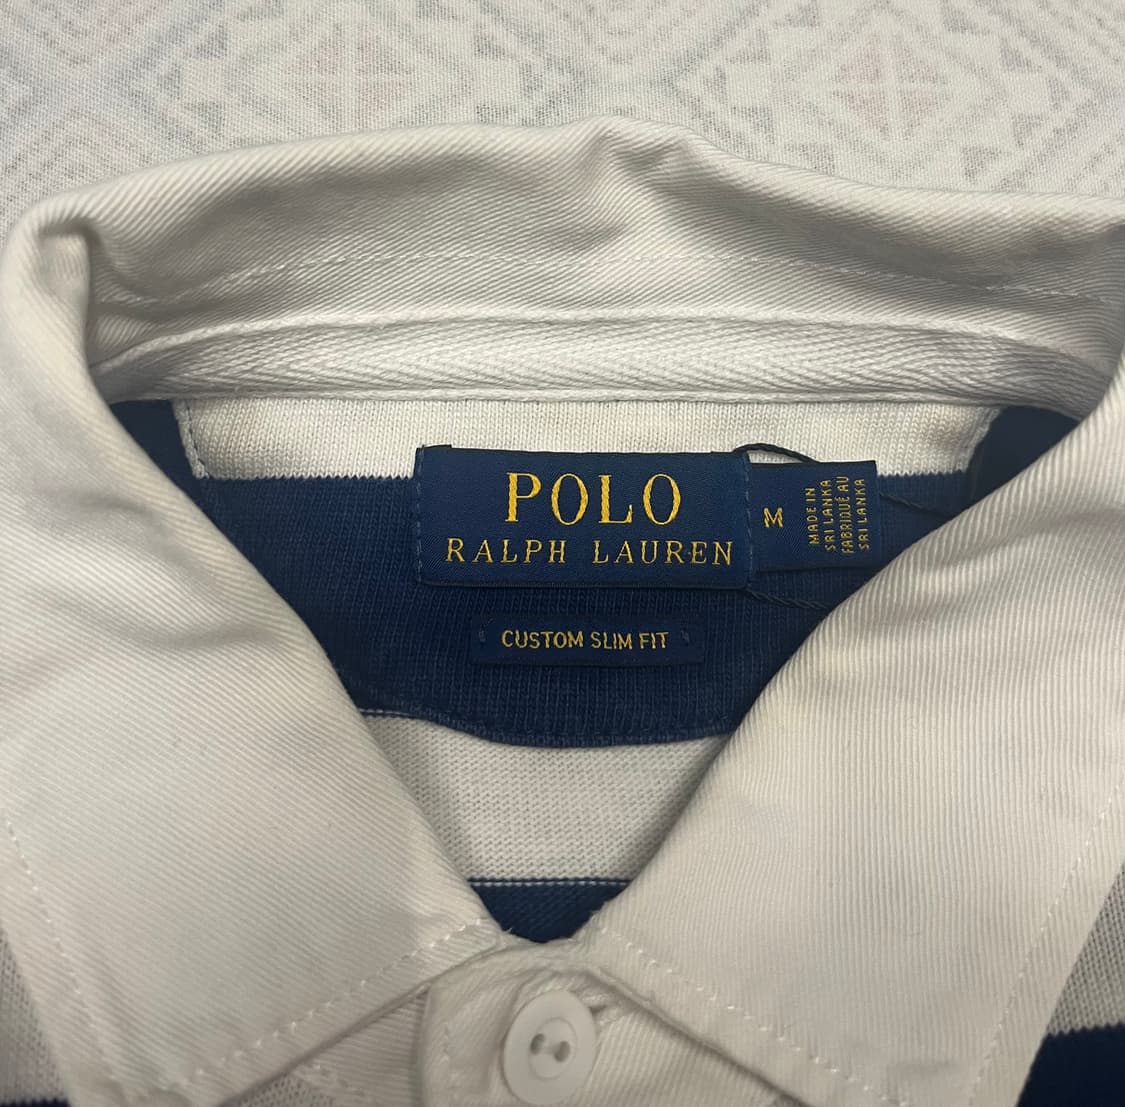 POLO
RALPH LAUREN
M
MADE IN
SRI LANKA
FABRIQUÉ AU
SRI LANKA
CUSTOM SLIM FIT